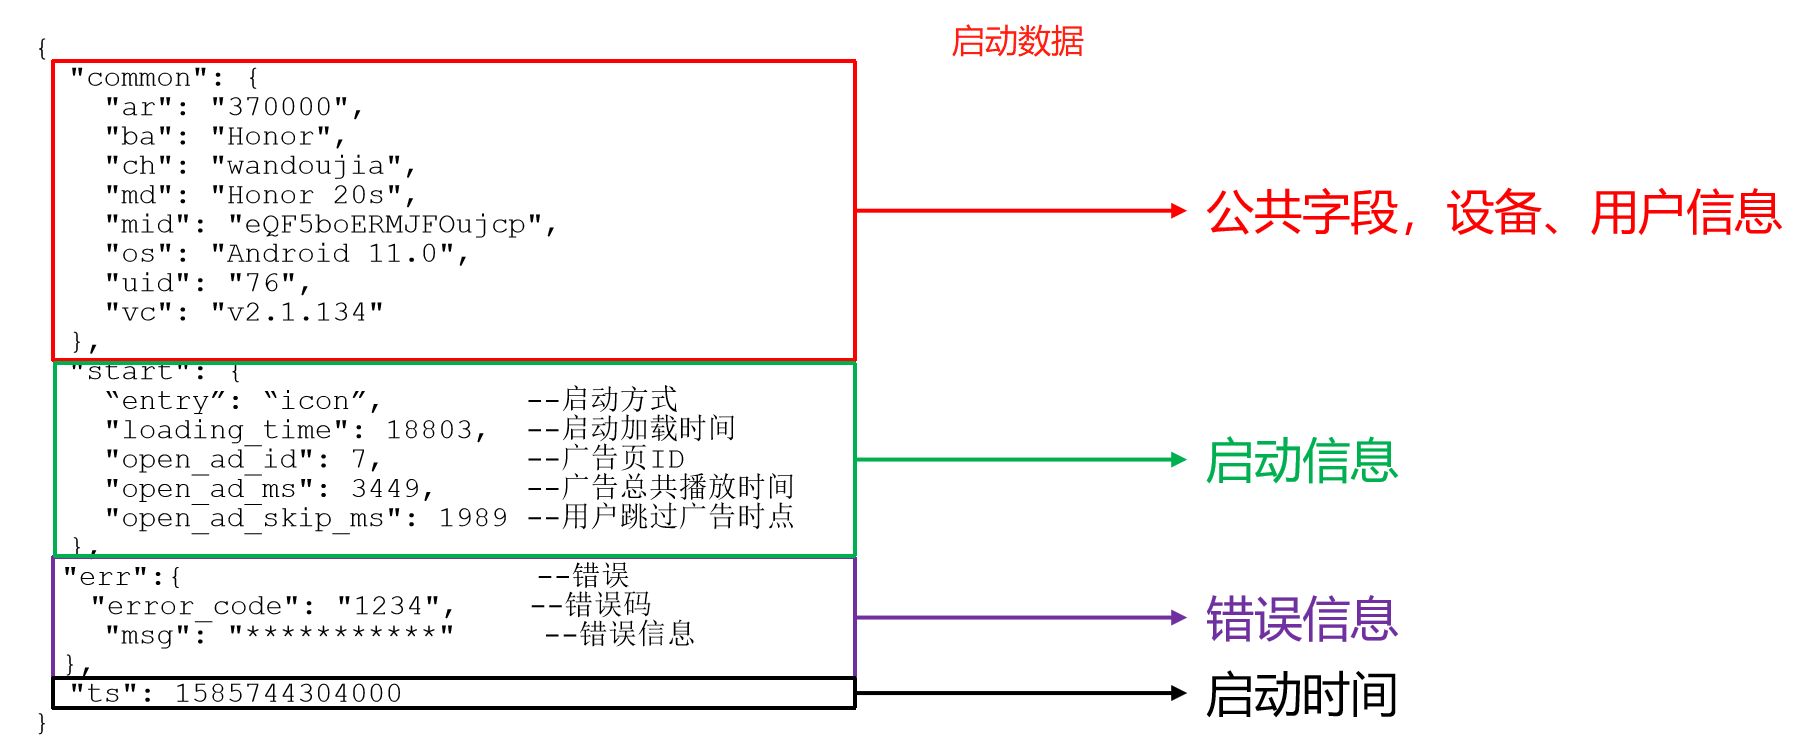 启动数据
{
"common": {
"ar": "370000",
"ba": "Honor",
"ch": "wandoujia",
"md": "Honor 20s",
"mid": "eQF5boERMJFOujcp",
"os": "Android 11.0",
"uid": "76",
"vc": "v2.1.134"
},
公共字段，设备、用户信息
"start": {
“entry”: “icon”, --启动方式
"loading_time": 18803, --启动加载时间
"open_ad_id": 7, --广告页ID
"open_ad_ms": 3449, --广告总共播放时间
"open_ad_skip_ms": 1989 --用户跳过广告时点
},
启动信息
"err":{ --错误
"error_code": "1234", --错误码
"msg": "***********" --错误信息
},
错误信息
"ts": 1585744304000
启动时间
}